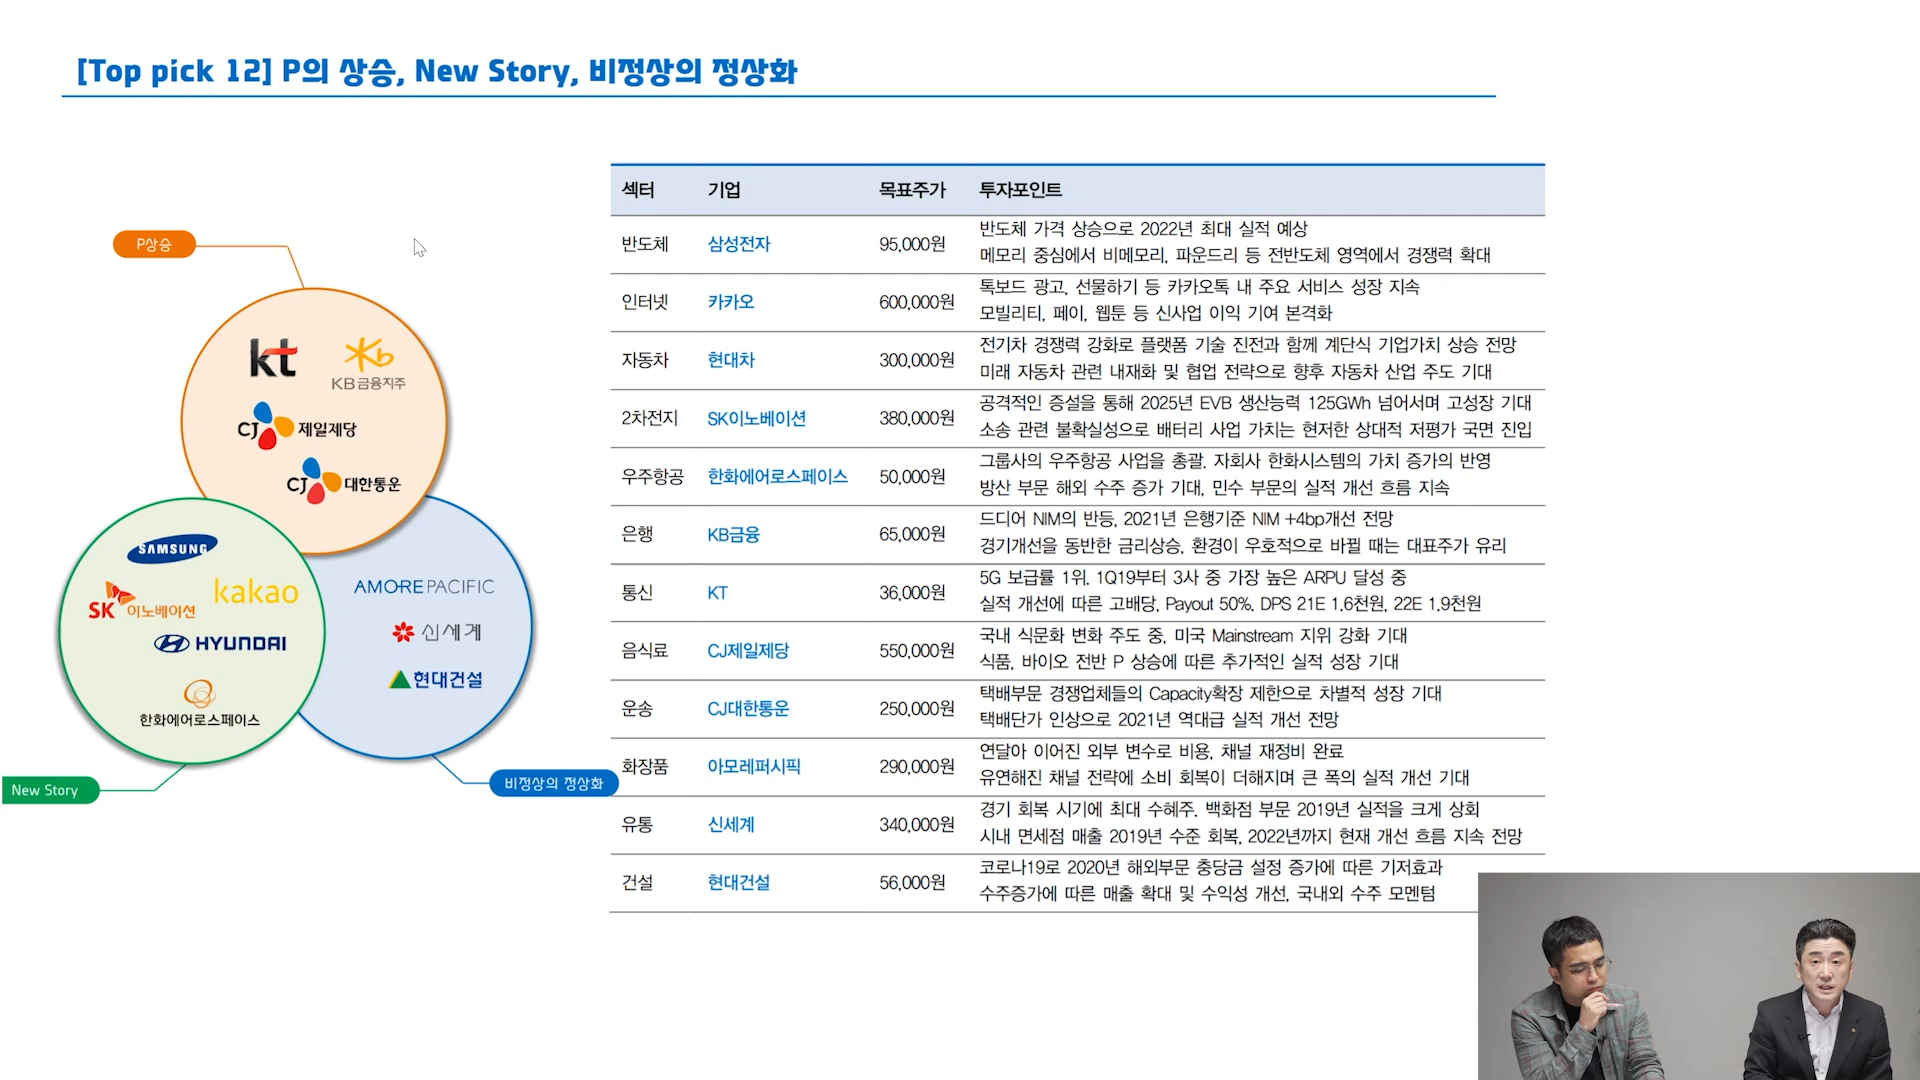 [Top pick 12] P의 상승, New Story, 비정상의 정상화
P상승
kt
KB금융지주
CJ 제일제당
CJ 대한통운
SAMSUNG
SK 이노베이션
kakao
HYUNDAI
한화에어로스페이스
New Story
AMOREPACIFIC
신세계
현대건설
비정상의 정상화
섹터 기업 목표주가 투자포인트
반도체 삼성전자 95,000원
반도체 가격 상승으로 2022년 최대 실적 예상
메모리 중심에서 비메모리, 파운드리 등 전반도체 영역에서 경쟁력 확대
인터넷 카카오 600,000원
톡보드 광고, 선물하기 등 카카오톡 내 주요 서비스 성장 지속
모빌리티, 페이, 웹툰 등 신사업 이익 기여 본격화
자동차 현대차 300,000원
전기차 경쟁력 강화로 플랫폼 기술 진전과 함께 계단식 기업가치 상승 전망
미래 자동차 관련 내재화 및 협업 전략으로 향후 자동차 산업 주도 기대
2차전지 SK이노베이션 380,000원
공격적인 증설을 통해 2025년 EVB 생산능력 125GWh 넘어서며 고성장 기대
소송 관련 불확실성으로 배터리 사업 가치는 현저한 상대적 저평가 국면 진입
우주항공 한화에어로스페이스 50,000원
그룹사의 우주항공 사업을 총괄. 자회사 한화시스템의 가치 증가의 반영
방산 부문 해외 수주 증가 기대, 민수 부문의 실적 개선 흐름 지속
은행 KB금융 65,000원
드디어 NIM의 반등, 2021년 은행기준 NIM +4bp개선 전망
경기개선을 동반한 금리상승, 환경이 우호적으로 바뀔 때는 대표주가 유리
통신 KT 36,000원
5G 보급률 1위. 1Q19부터 3사 중 가장 높은 ARPU 달성 중
실적 개선에 따른 고배당, Payout 50%. DPS 21E 1.6천원, 22E 1.9천원
음식료 CJ제일제당 550,000원
국내 식문화 변화 주도 중, 미국 Mainstream 지위 강화 기대
식품, 바이오 전반 P 상승에 따른 추가적인 실적 성장 기대
운송 CJ대한통운 250,000원
택배부문 경쟁업체들의 Capacity확장 제한으로 차별적 성장 기대
택배단가 인상으로 2021년 역대급 실적 개선 전망
화장품 아모레퍼시픽 290,000원
연달아 이어진 외부 변수로 비용, 채널 재정비 완료
유연해진 채널 전략에 소비 회복이 더해지며 큰 폭의 실적 개선 기대
유통 신세계 340,000원
경기 회복 시기에 최대 수혜주. 백화점 부문 2019년 실적을 크게 상회
시내 면세점 매출 2019년 수준 회복, 2022년까지 현재 개선 흐름 지속 전망
건설 현대건설 56,000원
코로나19로 2020년 해외부문 충당금 설정 증가에 따른 기저효과
수주증가에 따른 매출 확대 및 수익성 개선, 국내외 수주 모멘텀